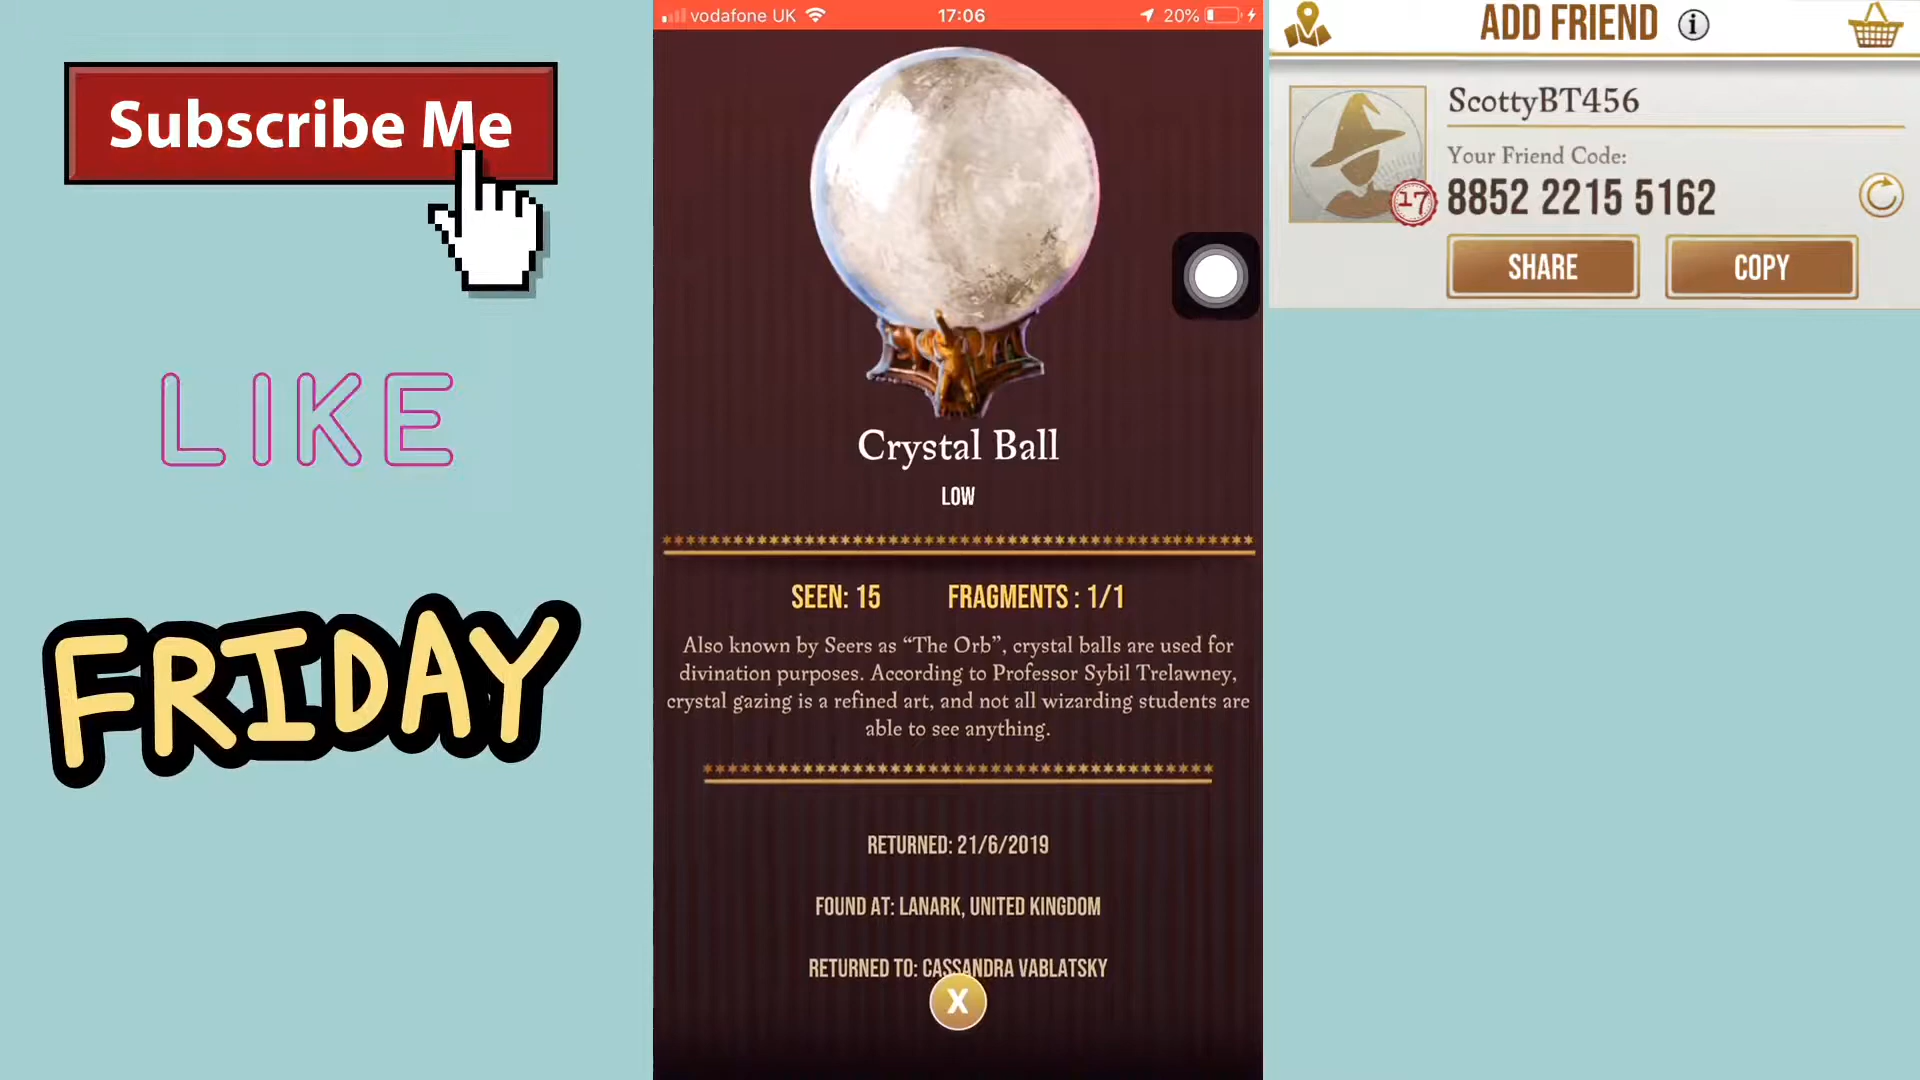 Subscribe Me
LIKE
FRIDAY
vodafone UK
17:06
20%
Crystal Ball
LOW
SEEN: 15
FRAGMENTS : 1/1
Also known by Seers as “The Orb”, crystal balls are used for
divination purposes. According to Professor Sybil Trelawney,
crystal gazing is a refined art, and not all wizarding students are
able to see anything.
RETURNED: 21/6/2019
FOUND AT: LANARK, UNITED KINGDOM
RETURNED TO: CASSANDRA VABLATSKY
X
ADD FRIEND i
ScottyBT456
Your Friend Code:
17
8852 2215 5162
SHARE
COPY